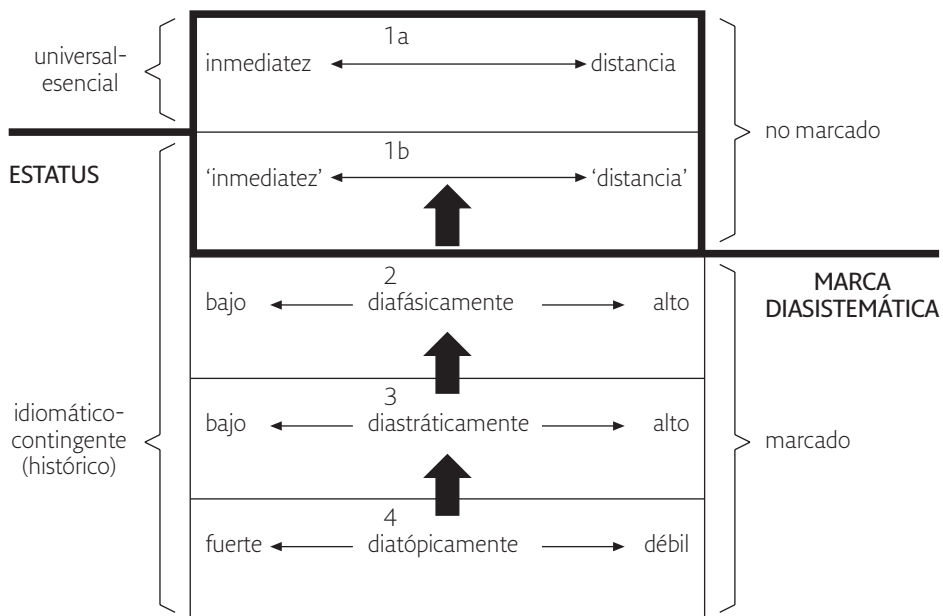 universal-
esencial
1a
inmediatez distancia
no marcado
ESTATUS
1b
‘inmediatez’ ‘distancia’
MARCA
DIASISTEMÁTICA
2
bajo diafásicamente alto
idiomático-
contingente
(histórico)
3
bajo diastráticamente alto
marcado
4
fuerte diatópicamente débil